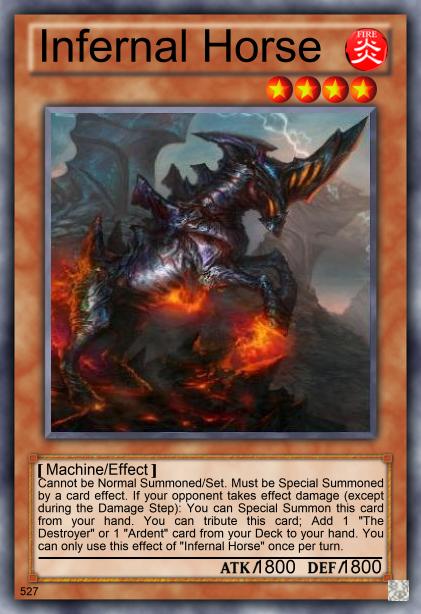 Infernal Horse
FIRE
炎
[ Machine/Effect ]
Cannot be Normal Summoned/Set. Must be Special Summoned
by a card effect. If your opponent takes effect damage (except
during the Damage Step): You can Special Summon this card
from your hand. You can tribute this card; Add 1 "The
Destroyer" or 1 "Ardent" card from your Deck to your hand. You
can only use this effect of "Infernal Horse" once per turn.
ATK/1800 DEF/1800
527